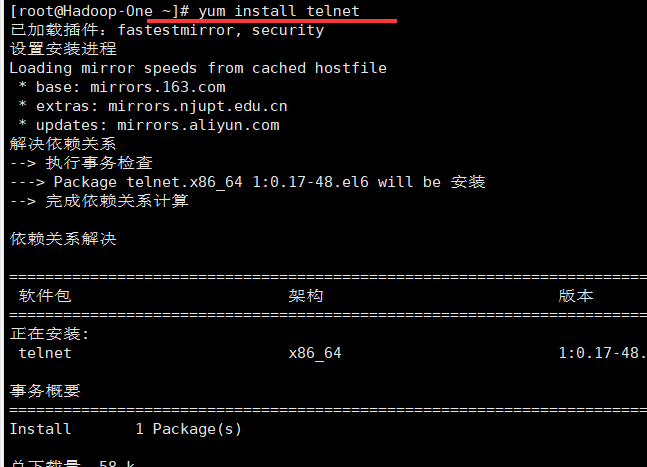 [root@Hadoop-One ~]# yum install telnet
已加载插件：fastestmirror, security
设置安装进程
Loading mirror speeds from cached hostfile
 * base: mirrors.163.com
 * extras: mirrors.njupt.edu.cn
 * updates: mirrors.aliyun.com
解决依赖关系
--> 执行事务检查
---> Package telnet.x86_64 1:0.17-48.el6 will be 安装
--> 完成依赖关系计算
依赖关系解决
================================================================================
软件包 架构 版本
================================================================================
正在安装:
 telnet x86_64 1:0.17-48.
事务概要
================================================================================
Install 1 Package(s)
总下载量：58 k